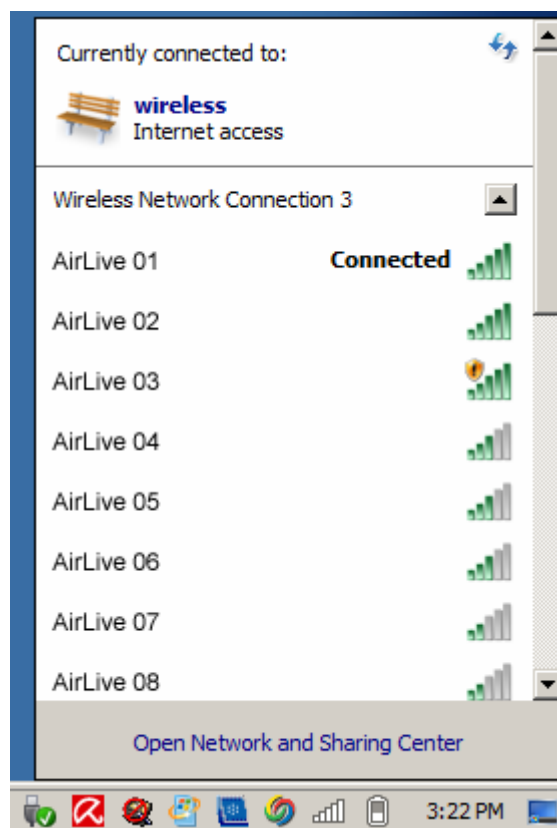 Currently connected to:
wireless
Internet access
Wireless Network Connection 3
AirLive 01 Connected
AirLive 02
AirLive 03
AirLive 04
AirLive 05
AirLive 06
AirLive 07
AirLive 08
Open Network and Sharing Center
3:22 PM